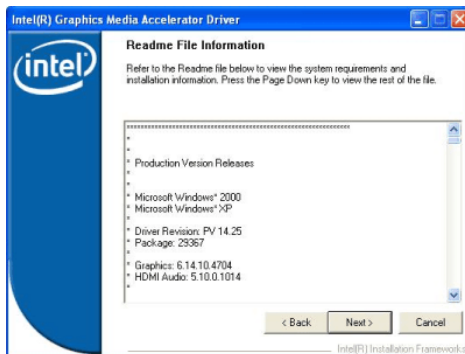 Intel(R) Graphics Media Accelerator Driver
intel
Readme File Information
Refer to the Readme file below to view the system requirements and
installation information. Press the Page Down key to view the rest of the file.
*
*
* Production Version Releases
*
*
* Microsoft Windows* 2000
* Microsoft Windows* XP
*
* Driver Revision: PV 14.25
* Package: 29367
*
* Graphics: 6.14.10.4704
* HDMI Audio: 5.10.0.1014
*
< Back
Next >
Cancel
Intel(R) Installation Frameworks